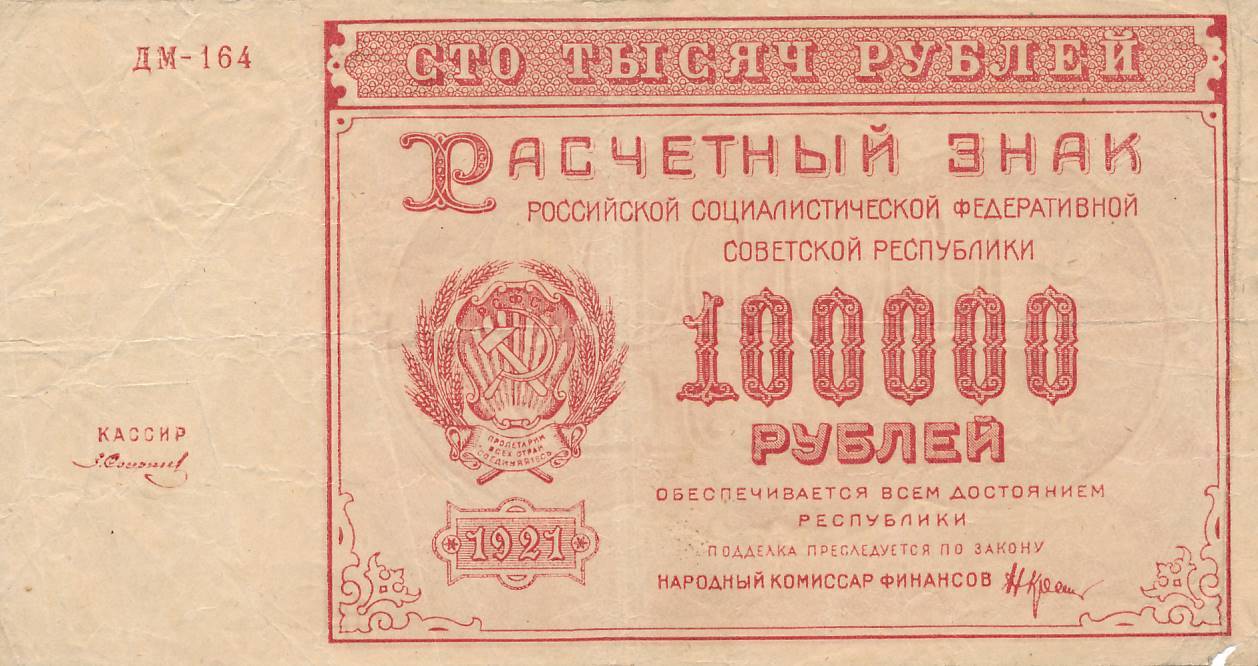 ДМ-164
СТО ТЫСЯЧ РУБЛЕЙ
РАСЧЕТНЫЙ ЗНАК
РОССИЙСКОЙ СОЦИАЛИСТИЧЕСКОЙ ФЕДЕРАТИВНОЙ
СОВЕТСКОЙ РЕСПУБЛИКИ
100000
РУБЛЕЙ
КАССИР
ПРОЛЕТАРИИ
ВСЕХ СТРАН
СОЕДИНЯЙТЕСЬ
1921
ОБЕСПЕЧИВАЕТСЯ ВСЕМ ДОСТОЯНИЕМ
РЕСПУБЛИКИ
ПОДДЕЛКА ПРЕСЛЕДУЕТСЯ ПО ЗАКОНУ
НАРОДНЫЙ КОМИССАР ФИНАНСОВ